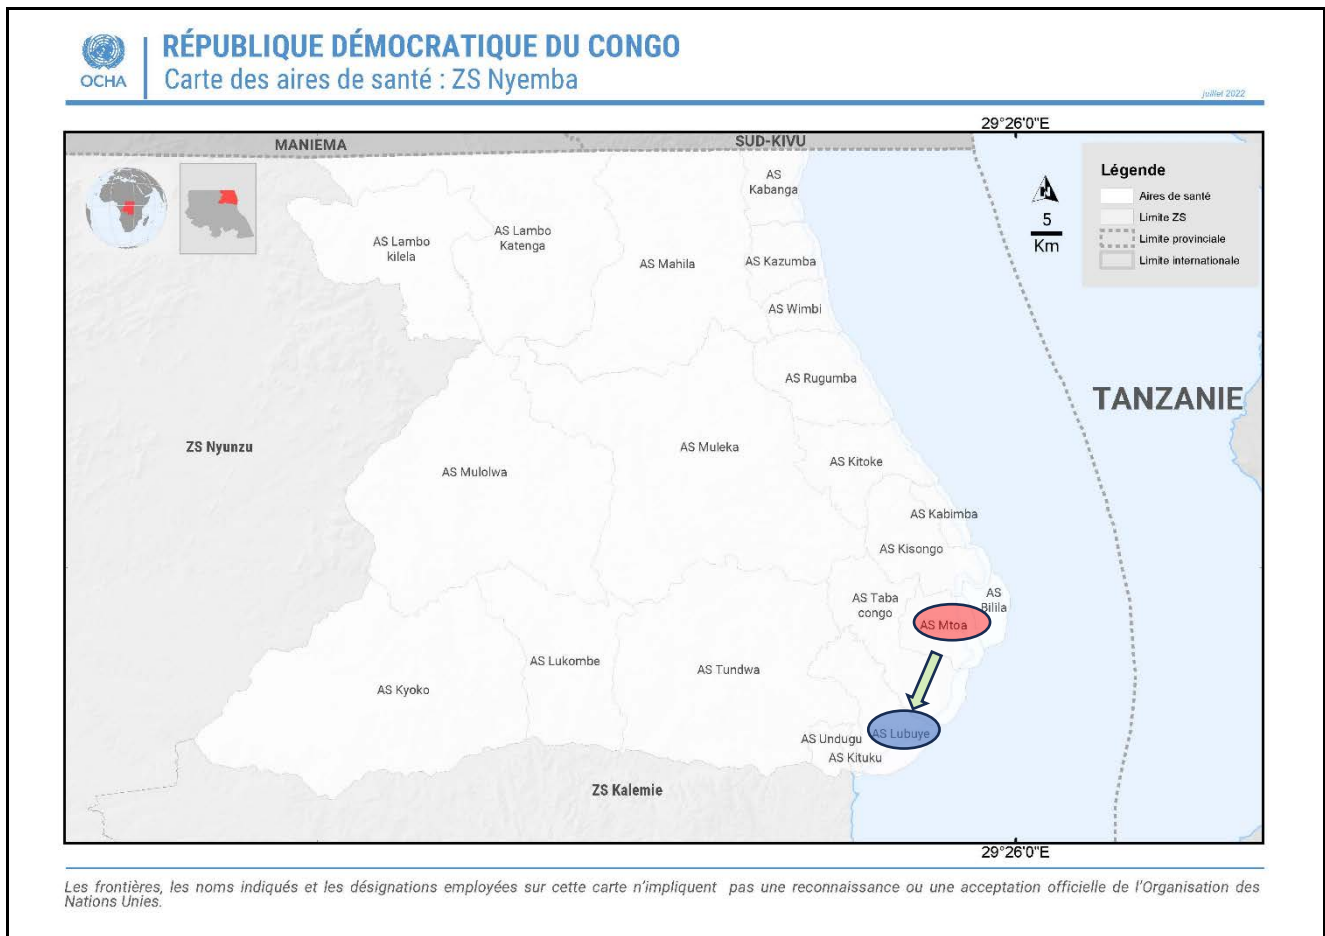 OCHA
RÉPUBLIQUE DÉMOCRATIQUE DU CONGO
Carte des aires de santé : ZS Nyemba
juillet 2022
29°26'0"E
MANIEMA
SUD-KIVU
Légende
Aires de santé
Limite ZS
Limite provinciale
Limite internationale
5
Km
AS
Kabanga
AS Lambo
kilela
AS Lambo
Katenga
AS Mahila
AS Kazumba
AS Wimbi
AS Rugumba
TANZANIE
ZS Nyunzu
AS Mulolwa
AS Muleka
AS Kitoke
AS Kabimba
AS Kisongo
AS Taba
congo
AS
Bilila
AS Mtoa
AS Kyoko
AS Lukombe
AS Tundwa
AS Undugu
AS Lubuye
AS Kituku
ZS Kalemie
29°26'0"E
Les frontières, les noms indiqués et les désignations employées sur cette carte n'impliquent pas une reconnaissance ou une acceptation officielle de l'Organisation des
Nations Unies.